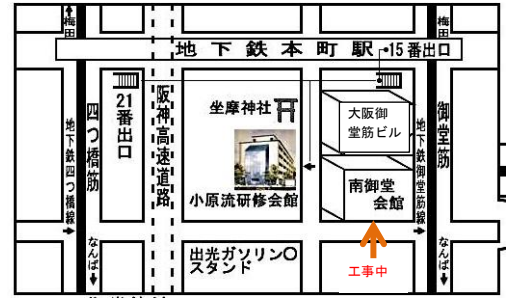 梅田
梅田
地下鉄本町駅
15番出口
21番出口
四つ橋筋
地下鉄四つ橋線
なんば
阪神高速道路
坐摩神社
小原流研修会館
大阪御
堂筋ビル
南御堂
会館
御堂筋
地下鉄御堂筋線
なんば
出光ガソリン
スタンド
工事中